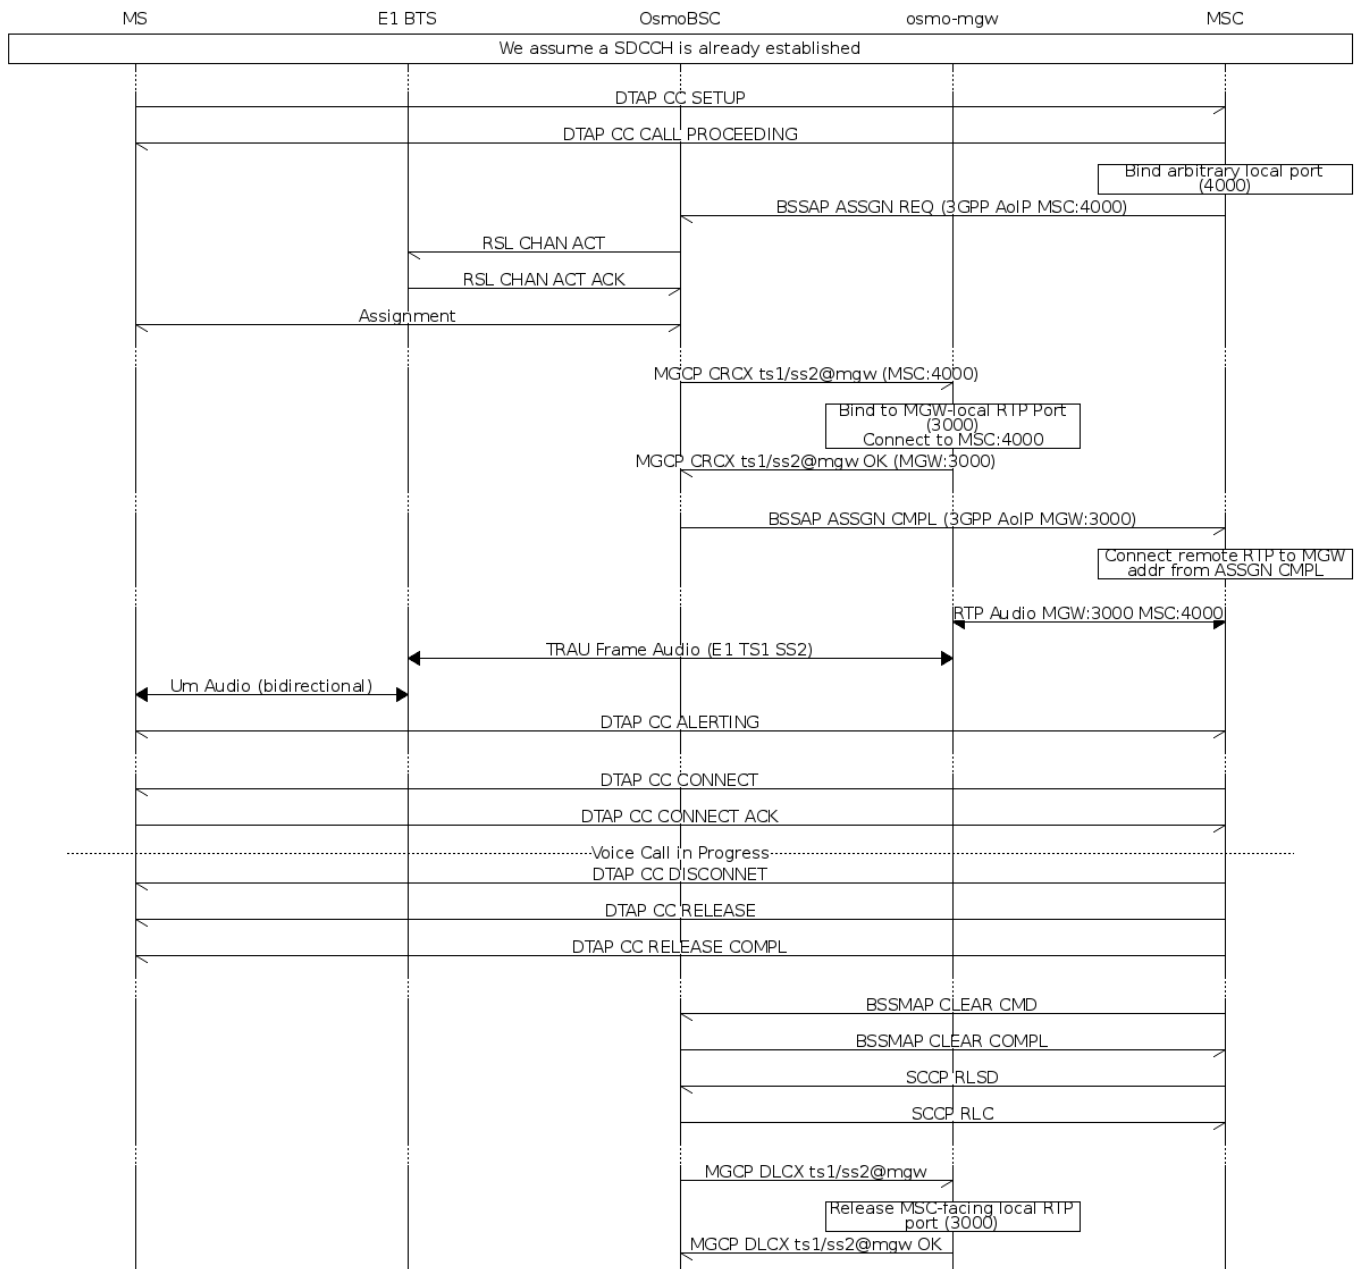 MS E1 BTS OsmoBSC osmo-mgw MSC
We assume a SDCCH is already established
DTAP CC SETUP
DTAP CC CALL PROCEEDING
Bind arbitrary local port
(4000)
BSSAP ASSGN REQ (3GPP AoIP MSC:4000)
RSL CHAN ACT
RSL CHAN ACT ACK
Assignment
MGCP CRCX ts1/ss2@mgw (MSC:4000)
Bind to MGW-local RTP Port
(3000)
Connect to MSC:4000
MGCP CRCX ts1/ss2@mgw OK (MGW:3000)
BSSAP ASSGN CMPL (3GPP AoIP MGW:3000)
Connect remote RTP to MGW
addr from ASSGN CMPL
RTP Audio MGW:3000 MSC:4000
TRAU Frame Audio (E1 TS1 SS2)
Um Audio (bidirectional)
DTAP CC ALERTING
DTAP CC CONNECT
DTAP CC CONNECT ACK
Voice Call in Progress
DTAP CC DISCONNET
DTAP CC RELEASE
DTAP CC RELEASE COMPL
BSSMAP CLEAR CMD
BSSMAP CLEAR COMPL
SCCP RLSD
SCCP RLC
MGCP DLCX ts1/ss2@mgw
Release MSC-facing local RTP
port (3000)
MGCP DLCX ts1/ss2@mgw OK